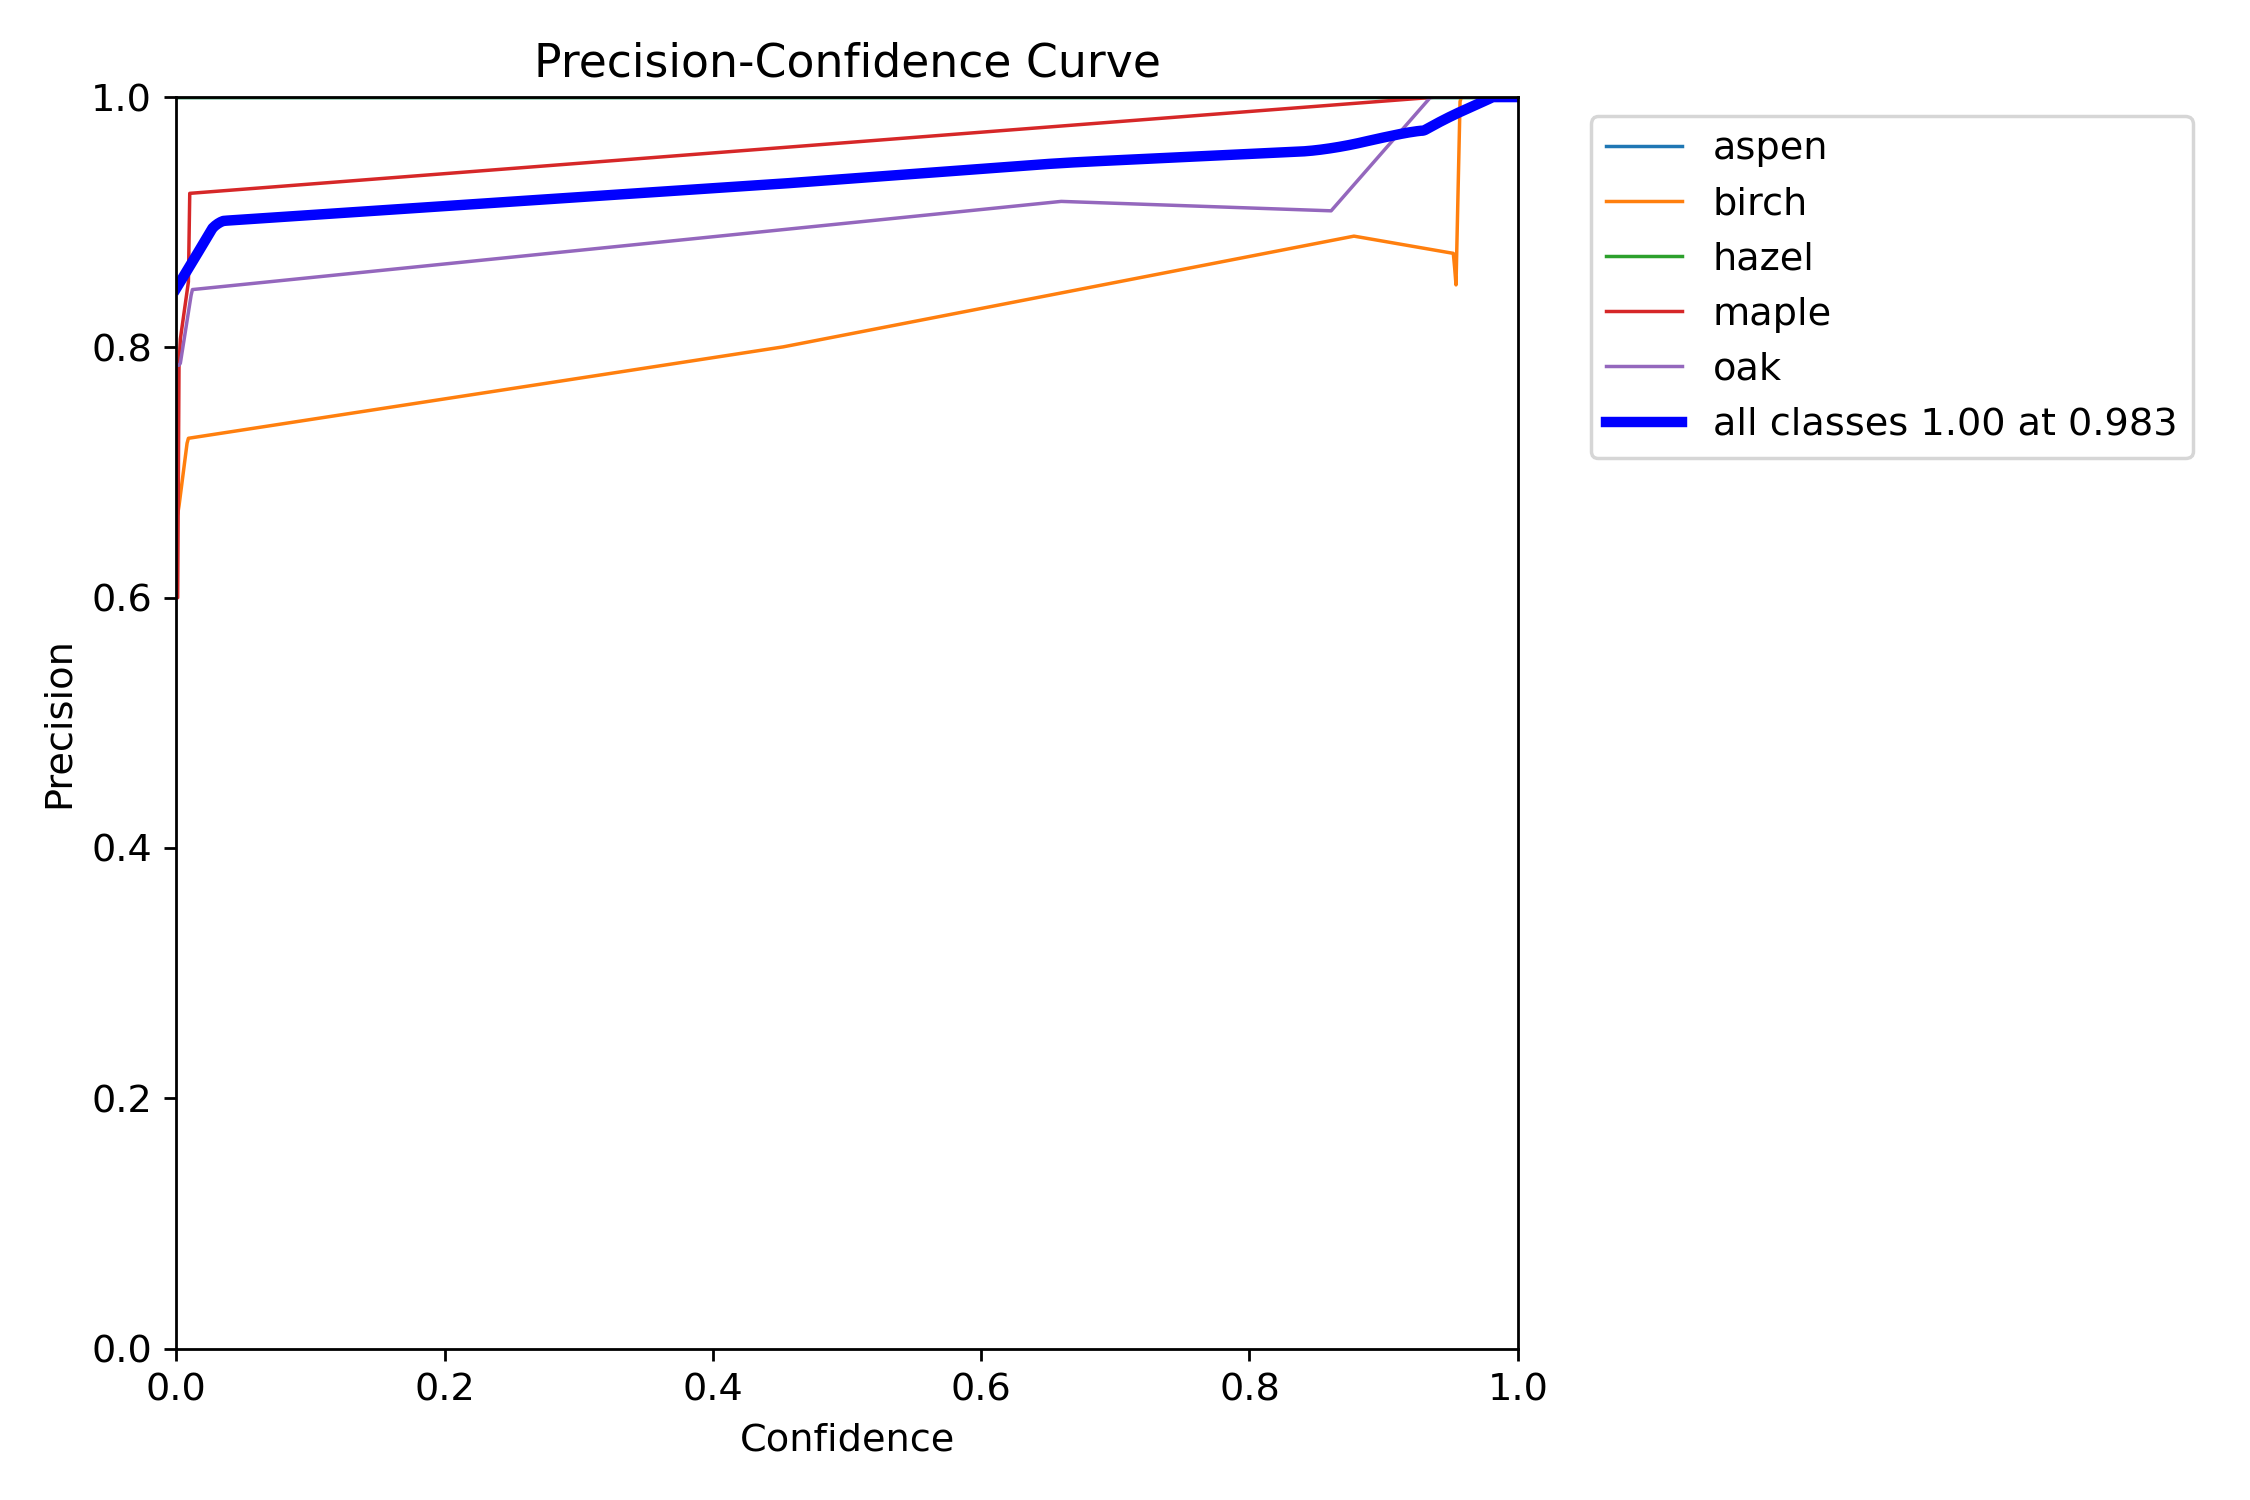 Precision-Confidence Curve
1.0
0.8
0.6
0.4
0.2
0.0
Precision
0.0 0.2 0.4 0.6 0.8 1.0
Confidence
aspen
birch
hazel
maple
oak
all classes 1.00 at 0.983